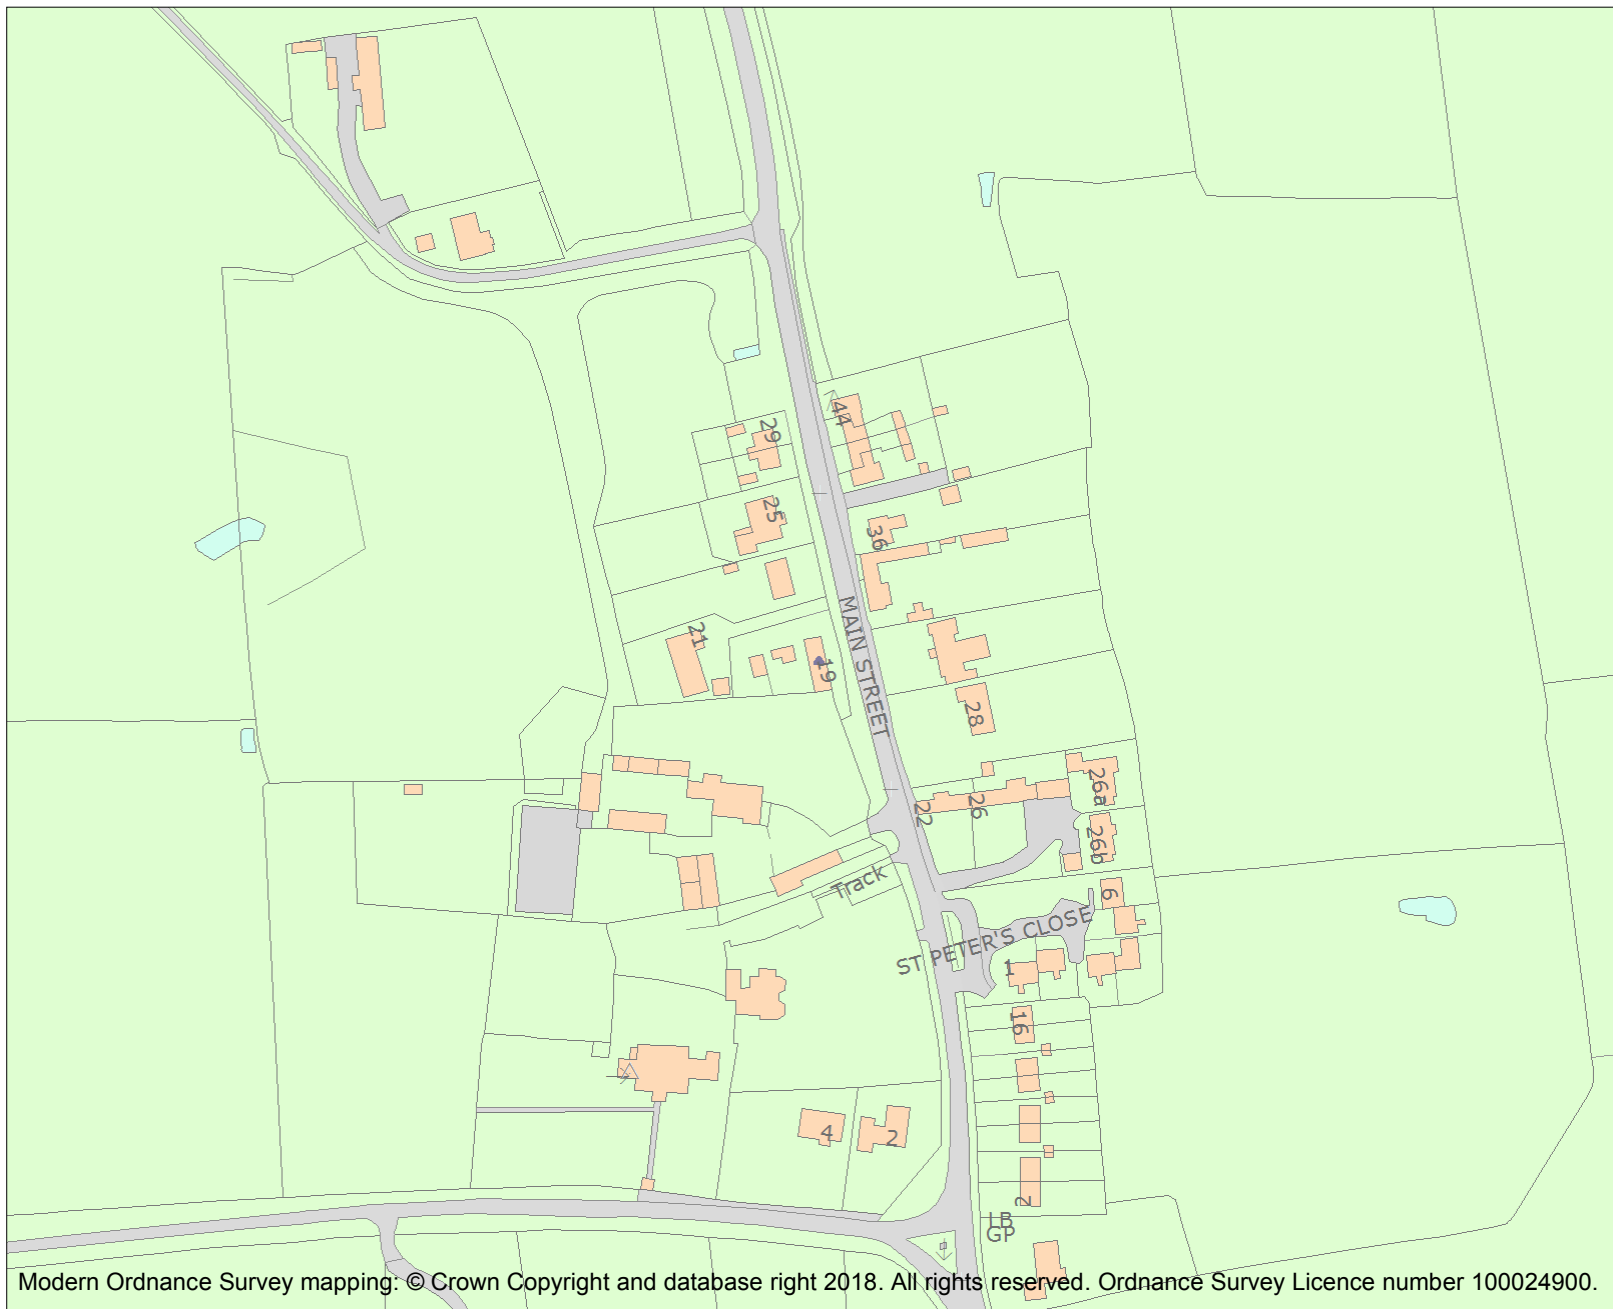 44
29
25
36
MAIN STREET
21
19
28
26a
22
26
26b
Track
6
ST PETER'S CLOSE
1
16
4
2
2
LB
GP
Modern Ordnance Survey mapping: © Crown Copyright and database right 2018. All rights reserved. Ordnance Survey Licence number 100024900.